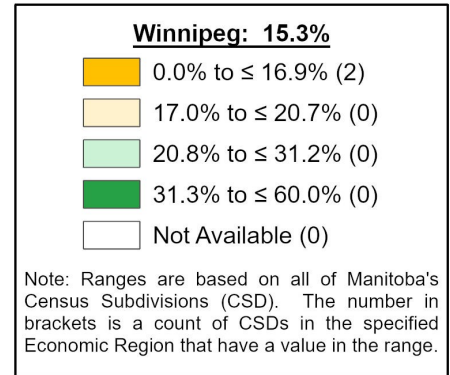 Winnipeg: 15.3%
0.0% to ≤ 16.9% (2)
17.0% to ≤ 20.7% (0)
20.8% to ≤ 31.2% (0)
31.3% to ≤ 60.0% (0)
Not Available (0)
Note: Ranges are based on all of Manitoba's
Census Subdivisions (CSD). The number in
brackets is a count of CSDs in the specified
Economic Region that have a value in the range.